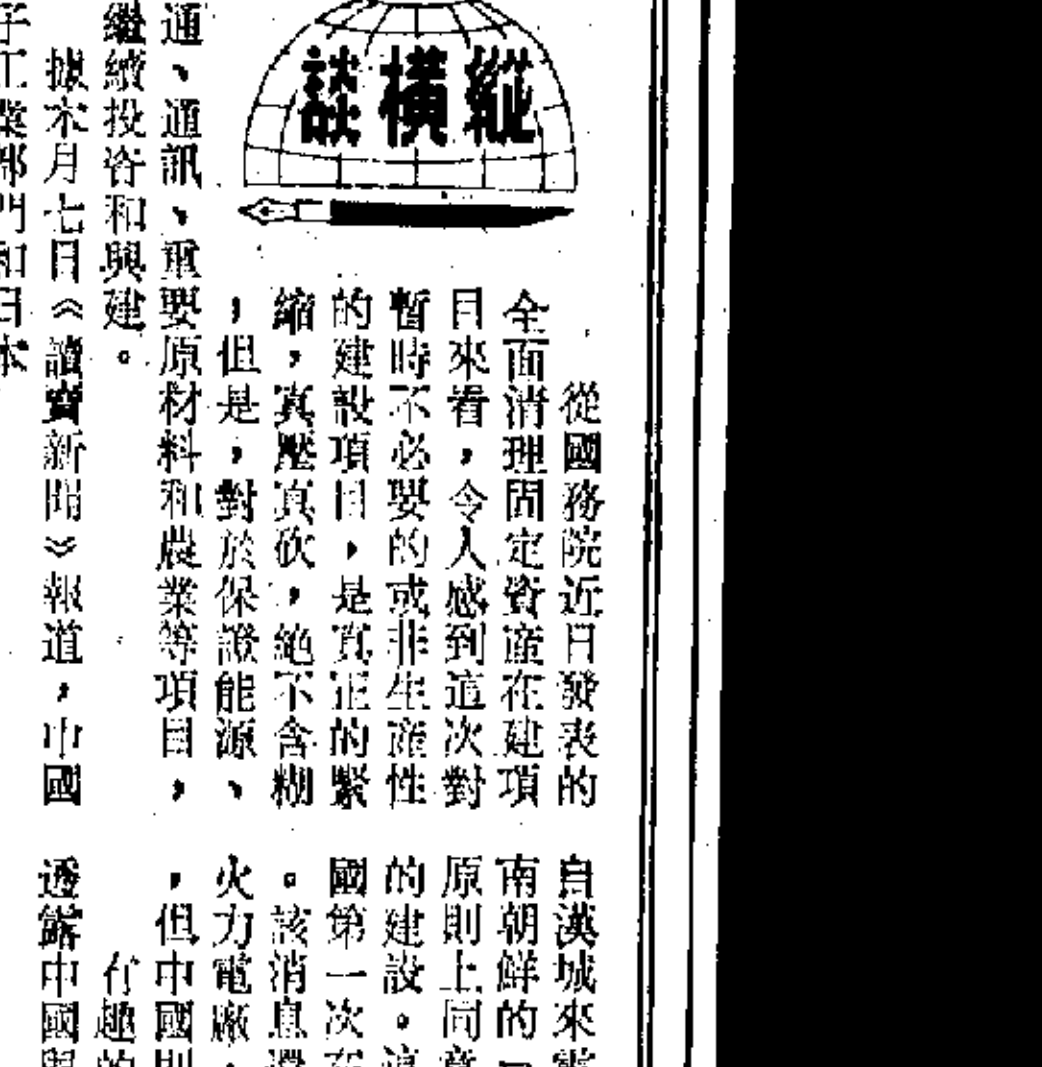 縱橫談
從國務院近日發表的
全面清理固定資產在建項
目來看，令人感到這次對
暫時不必要的或非生產性
的建設項目，是真正的緊
縮，真壓真砍，絕不含糊
，但是，對於保證能源、
通、通訊、重要原材料和農業等項目，
繼續投資和興建。
據本月七日《讀賣新聞》報道，中國
子工業部門和日本
自漢城來電
南朝鮮的一
原則上同意
的建設。這
國第一次在
。該消息還
火力電廠，
，但中國則
有趣的
透露中國與